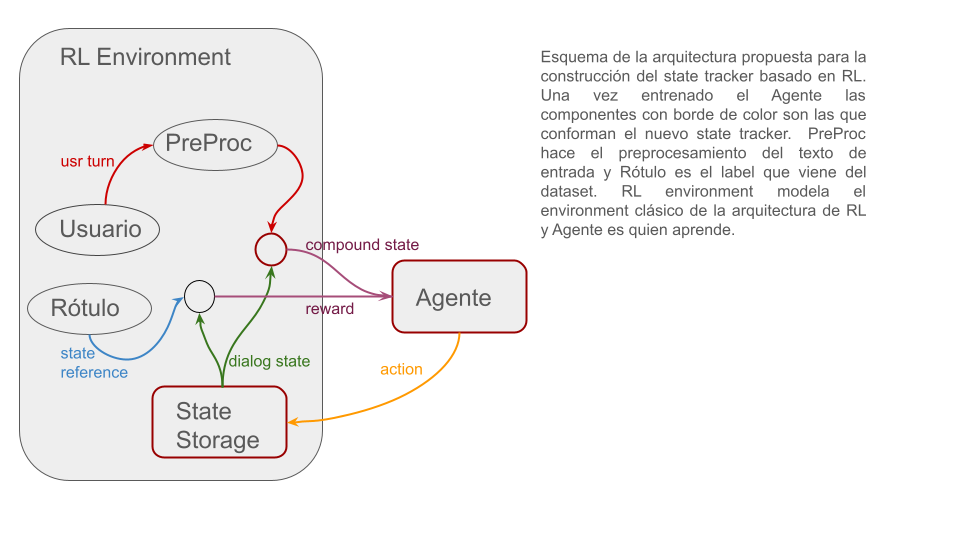 RL Environment
PreProc
usr turn
Usuario
compound state
Agente
Rótulo
reward
state
reference
dialog state
action
State
Storage
Esquema de la arquitectura propuesta para la
construcción del state tracker basado en RL.
Una vez entrenado el Agente las
componentes con borde de color son las que
conforman el nuevo state tracker. PreProc
hace el preprocesamiento del texto de
entrada y Rótulo es el label que viene del
dataset. RL environment modela el
environment clásico de la arquitectura de RL
y Agente es quien aprende.